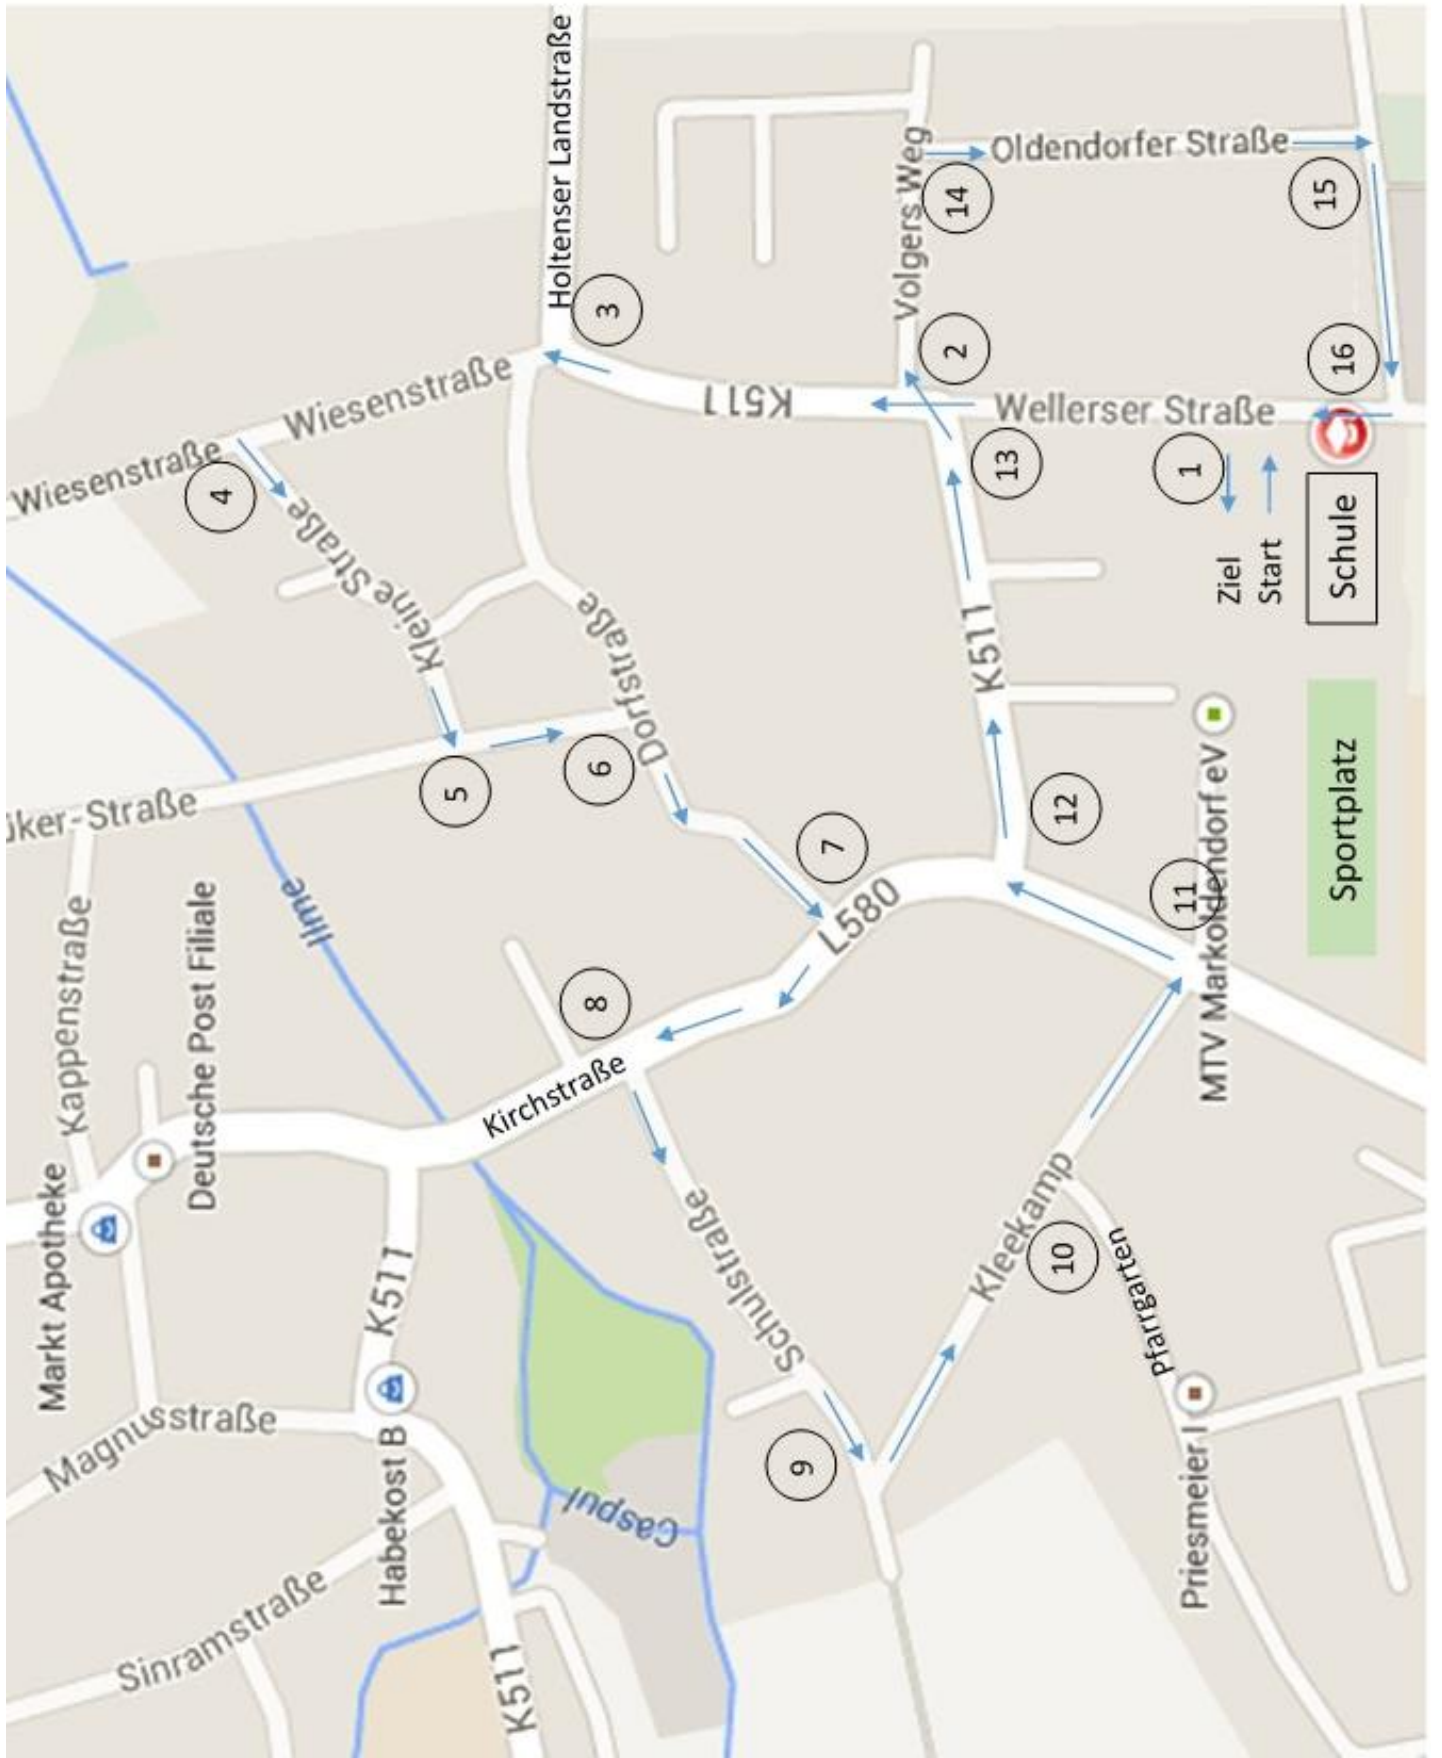 Sinramstraße
Magnusstraße
Markt Apotheke
Kappenstraße
üker-Straße
Wiesenstraße
Deutsche Post Filiale
4
Wiesenstraße
Kleine Straße
Ilme
Habekost B
K511
K511
5
Kirchstraße
8
6
Dorfstraße
Holtenser Landstraße
3
Gaspul
Schulstraße
9
7
L580
K511
Volgers Weg
2
14
Kleekamp
10
12
K511
13
Wellerser Straße
Oldendorfer Straße
Pfarrgarten
Priesmeier I
MTV Markoldendorf eV
11
1
Ziel
Start
Sportplatz
Schule
16
15